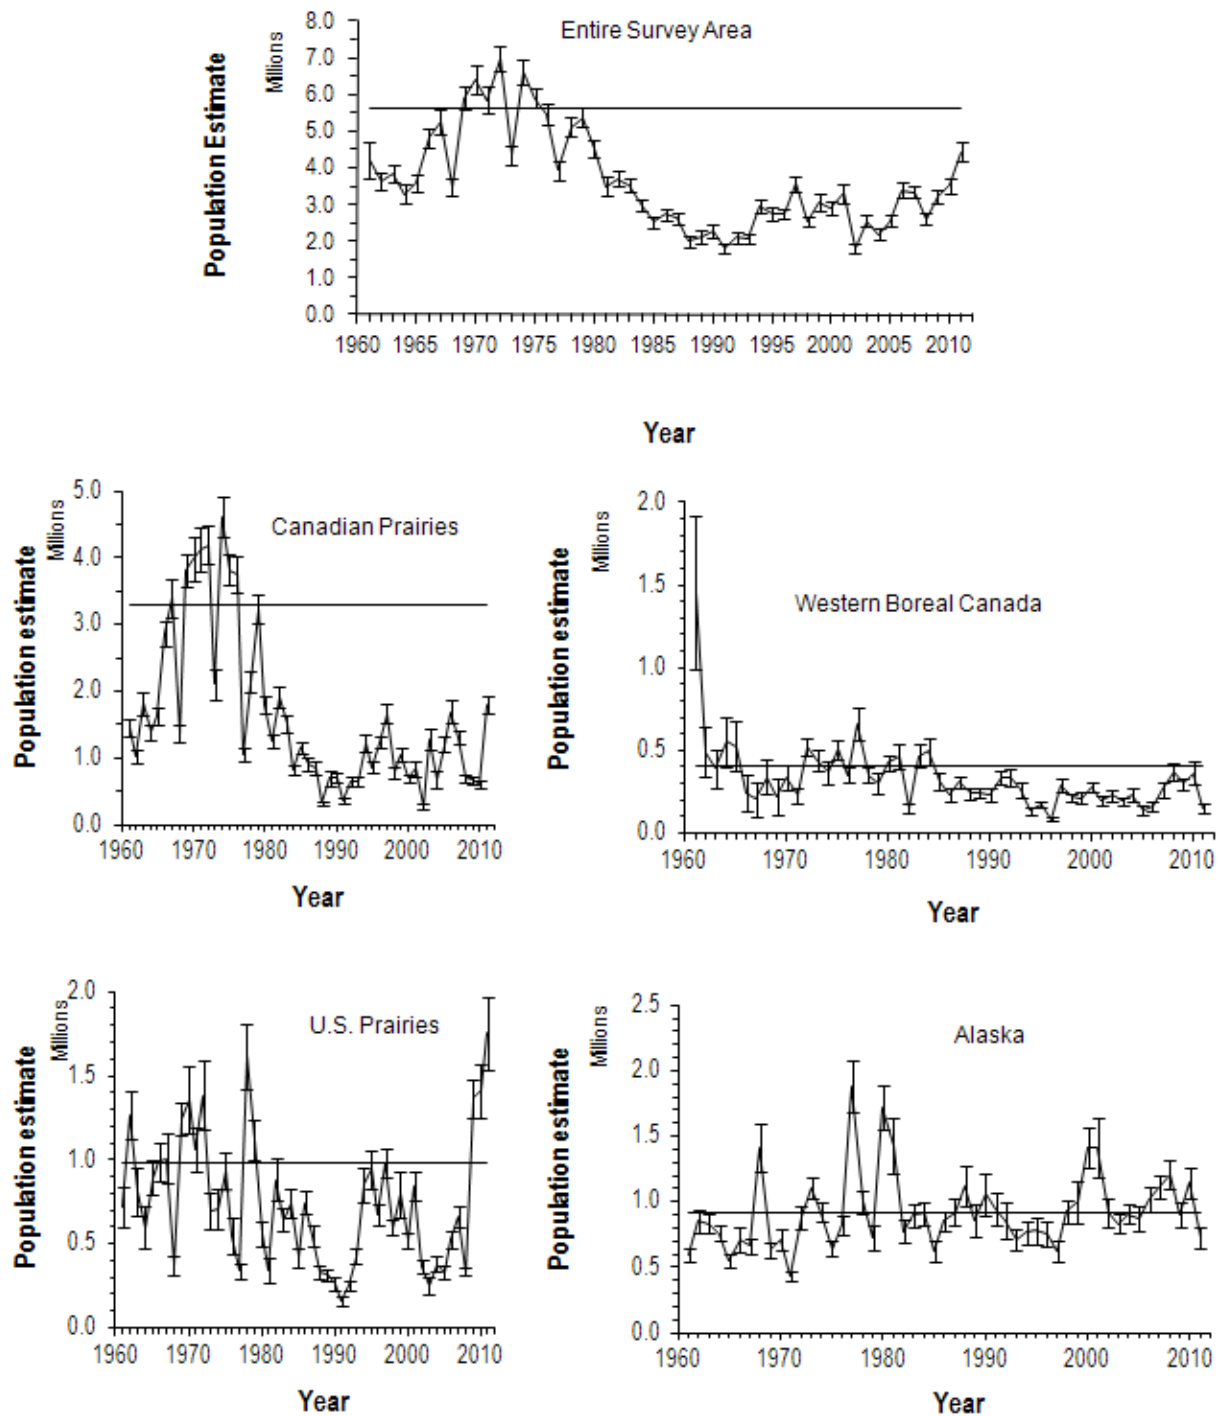 Entire Survey Area
Millions
Population Estimate
8.0
7.0
6.0
5.0
4.0
3.0
2.0
1.0
0.0
1960 1965 1970 1975 1980 1985 1990 1995 2000 2005 2010
Year
Canadian Prairies
Millions
Population estimate
5.0
4.0
3.0
2.0
1.0
0.0
1960 1970 1980 1990 2000 2010
Year
Western Boreal Canada
Millions
Population estimate
2.0
1.5
1.0
0.5
0.0
1960 1970 1980 1990 2000 2010
Year
U.S. Prairies
Millions
Population estimate
2.0
1.5
1.0
0.5
0.0
1960 1970 1980 1990 2000 2010
Year
Alaska
Millions
Population estimate
2.5
2.0
1.5
1.0
0.5
0.0
1960 1970 1980 1990 2000 2010
Year